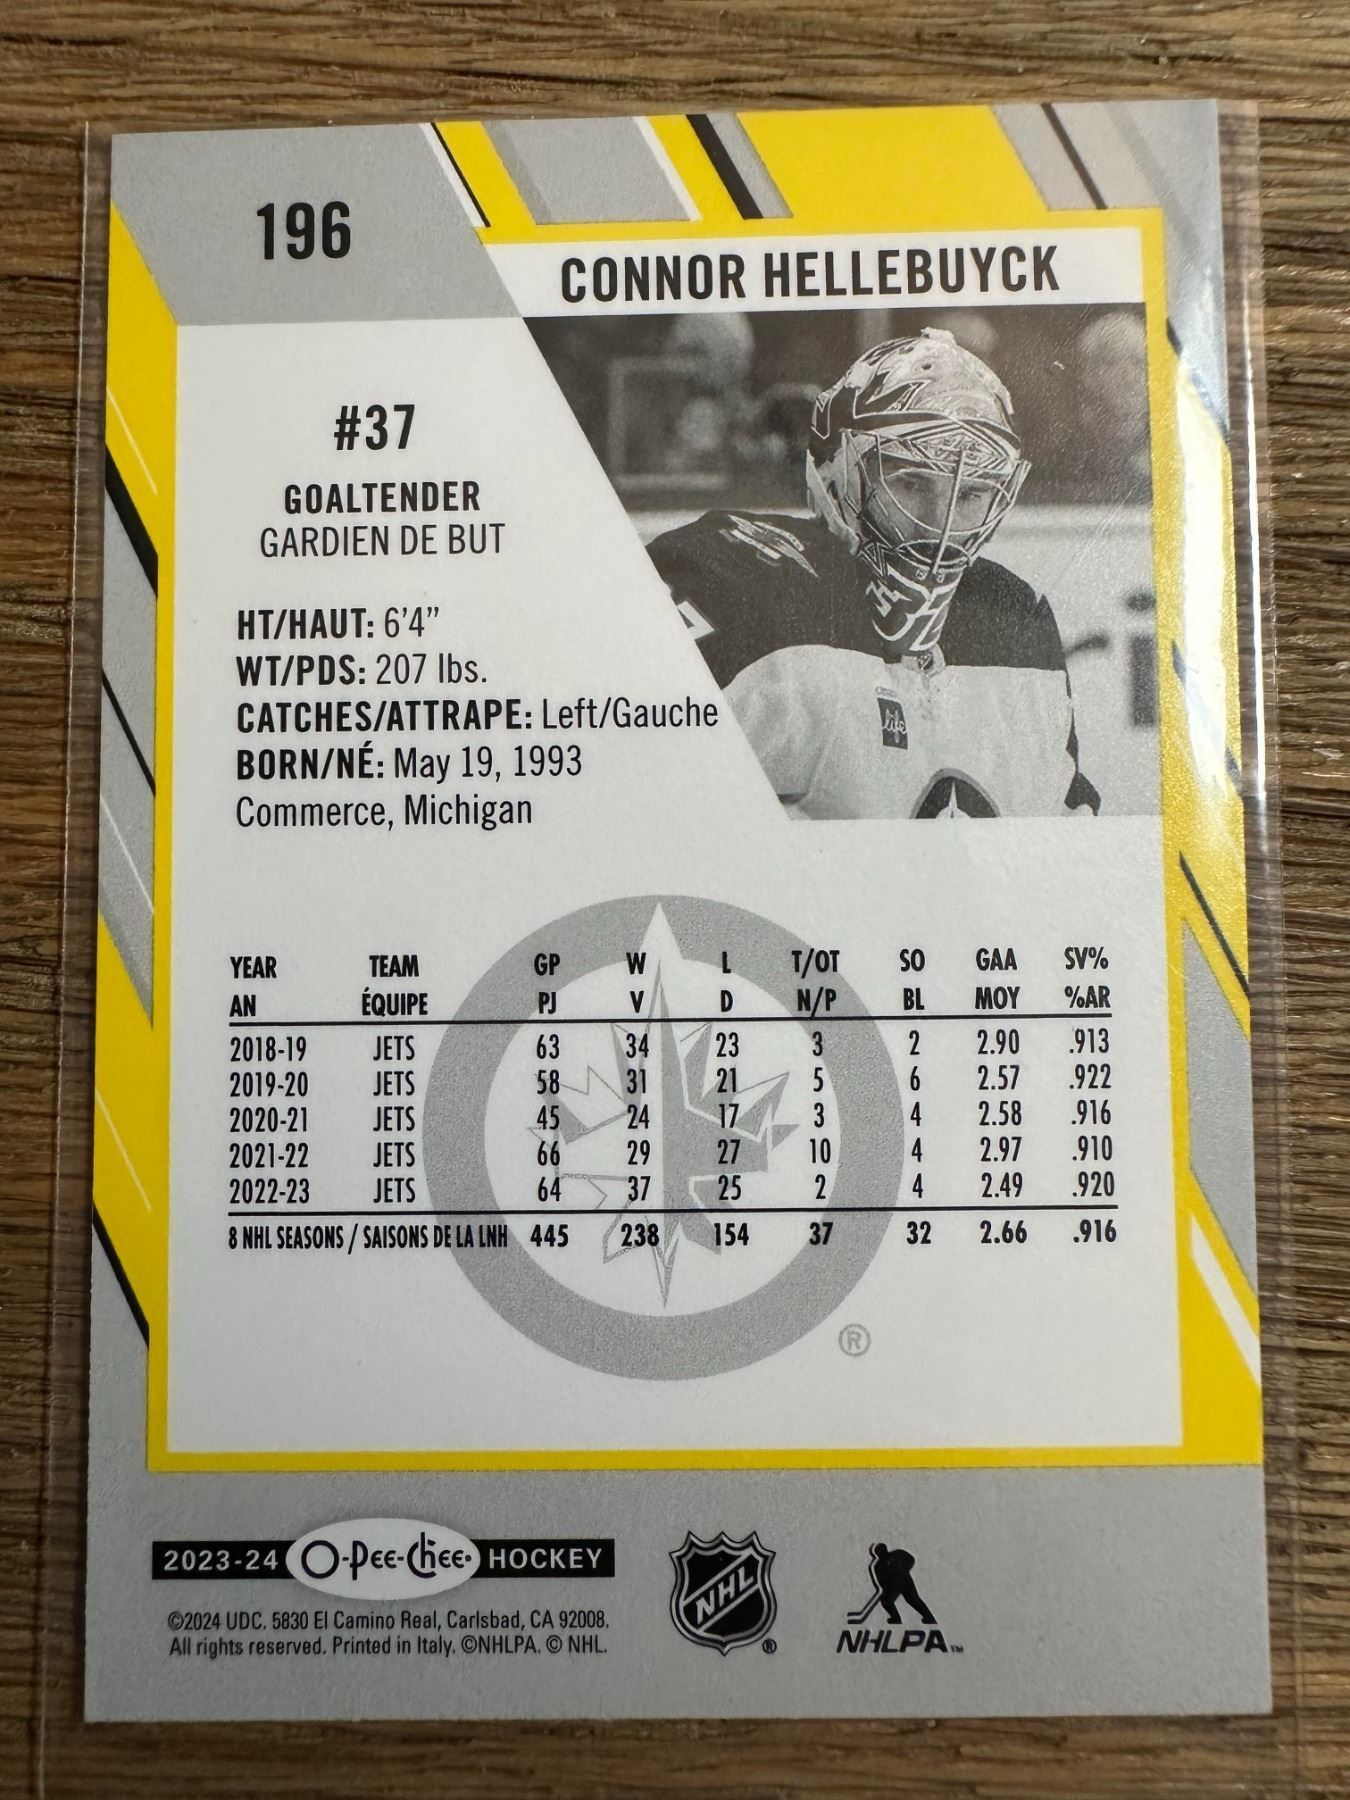 196
CONNOR HELLEBUYCK
#37
GOALTENDER
GARDIEN DE BUT
HT/HAUT: 6'4"
WT/PDS: 207 lbs.
CATCHES/ATTRAPE: Left/Gauche
BORN/NÉ: May 19, 1993
Commerce, Michigan
life
YEAR TEAM GP W L T/OT SO GAA SV%
AN ÉQUIPE PJ V D N/P BL MOY %AR
2018-19 JETS 63 34 23 3 2 2.90 .913
2019-20 JETS 58 31 21 5 6 2.57 .922
2020-21 JETS 45 24 17 3 4 2.58 .916
2021-22 JETS 66 29 27 10 4 2.97 .910
2022-23 JETS 64 37 25 2 4 2.49 .920
8 NHL SEASONS / SAISONS DE LA LNH 445 238 154 37 32 2.66 .916
®
2023-24 O-Pee-Chee HOCKEY
©2024 UDC. 5830 El Camino Real, Carlsbad, CA 92008.
All rights reserved. Printed in Italy. ©NHLPA. © NHL.
NHL ®
NHLPA™